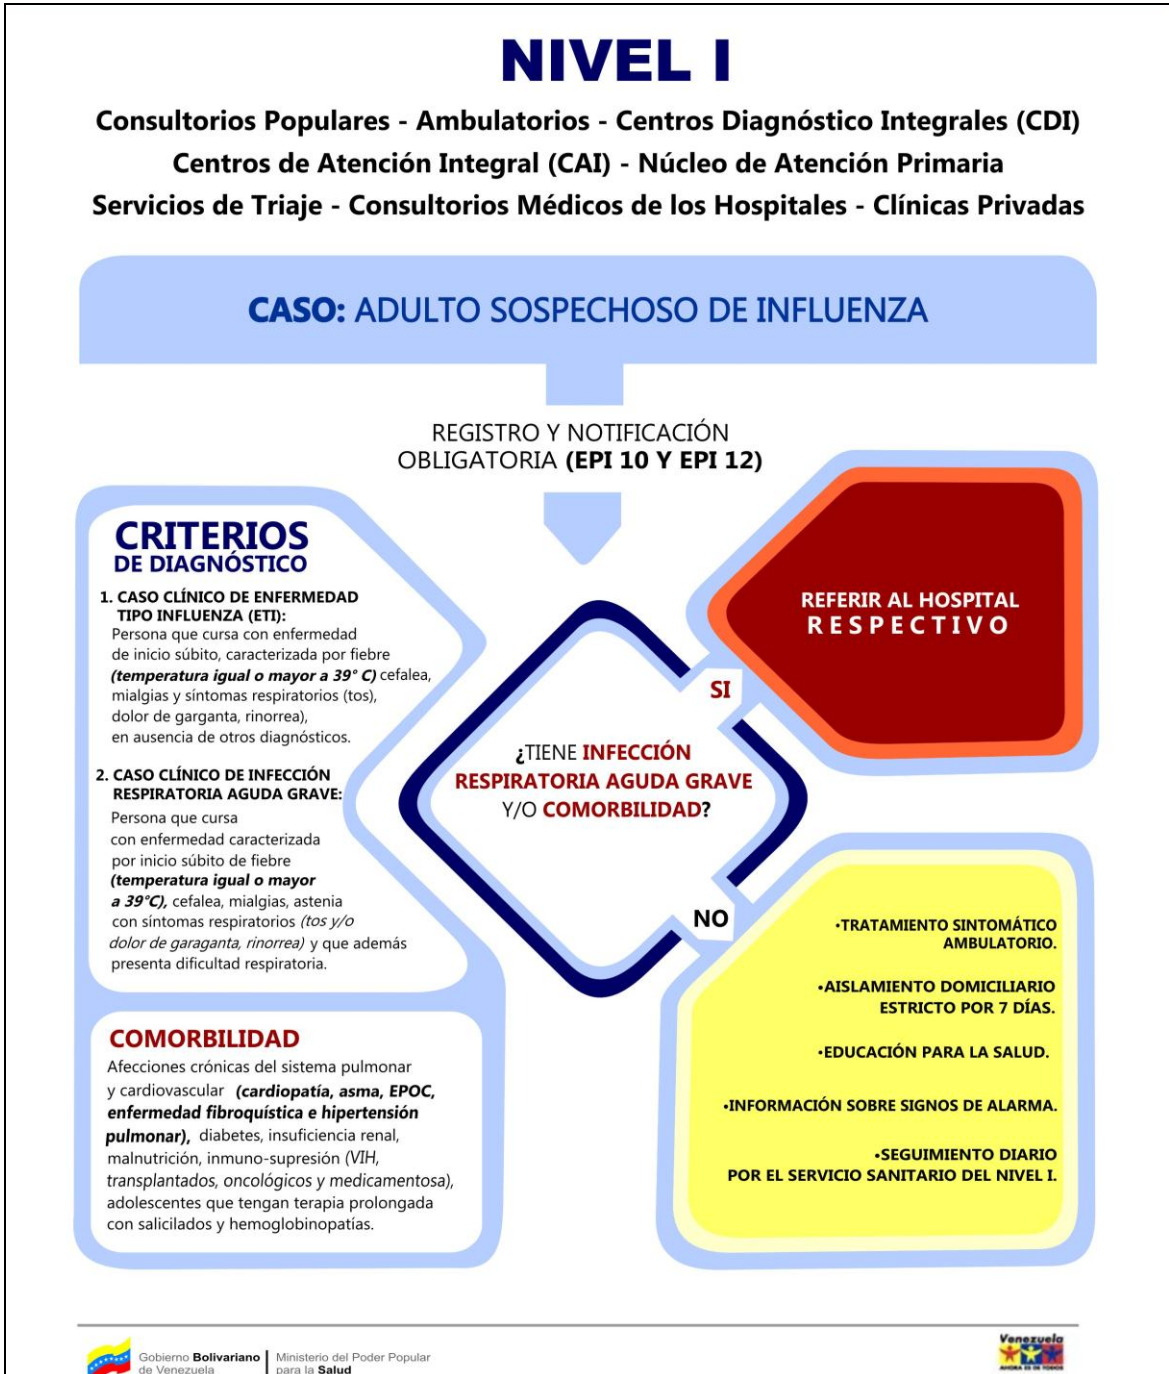 NIVEL I
Consultorios Populares - Ambulatorios - Centros Diagnóstico Integrales (CDI)
Centros de Atención Integral (CAI) - Núcleo de Atención Primaria
Servicios de Triaje - Consultorios Médicos de los Hospitales - Clínicas Privadas
CASO: ADULTO SOSPECHOSO DE INFLUENZA
REGISTRO Y NOTIFICACIÓN
OBLIGATORIA (EPI 10 Y EPI 12)
CRITERIOS
DE DIAGNÓSTICO
1. CASO CLÍNICO DE ENFERMEDAD
TIPO INFLUENZA (ETI):
Persona que cursa con enfermedad
de inicio súbito, caracterizada por fiebre
(temperatura igual o mayor a 39° C) cefalea,
mialgias y síntomas respiratorios (tos),
dolor de garganta, rinorrea),
en ausencia de otros diagnósticos.
2. CASO CLÍNICO DE INFECCIÓN
RESPIRATORIA AGUDA GRAVE:
Persona que cursa
con enfermedad caracterizada
por inicio súbito de fiebre
(temperatura igual o mayor
a 39°C), cefalea, mialgias, astenia
con síntomas respiratorios (tos y/o
dolor de garaganta, rinorrea) y que además
presenta dificultad respiratoria.
COMORBILIDAD
Afecciones crónicas del sistema pulmonar
y cardiovascular (cardiopatía, asma, EPOC,
enfermedad fibroquística e hipertensión
pulmonar), diabetes, insuficiencia renal,
malnutrición, inmuno-supresión (VIH,
transplantados, oncológicos y medicamentosa),
adolescentes que tengan terapia prolongada
con salicilados y hemoglobinopatías.
¿TIENE INFECCIÓN
RESPIRATORIA AGUDA GRAVE
Y/O COMORBILIDAD?
SI
REFERIR AL HOSPITAL
RESPECTIVO
NO
•TRATAMIENTO SINTOMÁTICO
AMBULATORIO.
•AISLAMIENTO DOMICILIARIO
ESTRICTO POR 7 DÍAS.
•EDUCACIÓN PARA LA SALUD.
•INFORMACIÓN SOBRE SIGNOS DE ALARMA.
•SEGUIMIENTO DIARIO
POR EL SERVICIO SANITARIO DEL NIVEL I.
Gobierno Bolivariano
de Venezuela
Ministerio del Poder Popular
para la Salud
Venezuela
AHORA ES DE TODOS